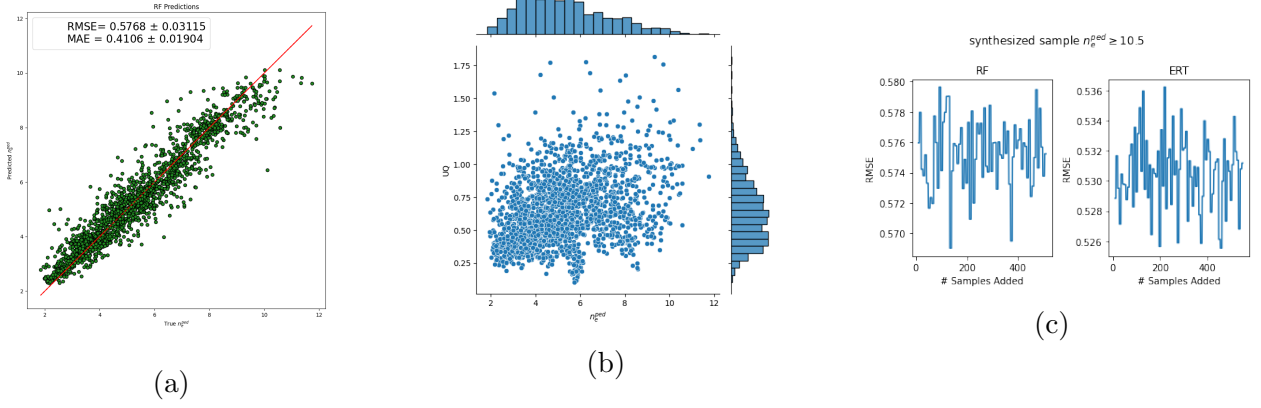 RF Predictions
RMSE= 0.5768 ± 0.03115
MAE = 0.4106 ± 0.01904
12
10
8
6
4
2
Predicted n_e^{ped}
2 4 6 8 10 12
True n_e^{ped}
(a)
1.75
1.50
1.25
1.00
0.75
0.50
0.25
UQ
2 4 6 8 10 12
n_e^{ped}
(b)
synthesized sample n_e^{ped} ≥ 10.5
RF
0.580
0.578
0.576
0.574
0.572
0.570
RMSE
0 200 400
# Samples Added
ERT
0.536
0.534
0.532
0.530
0.528
0.526
RMSE
0 200 400
# Samples Added
(c)